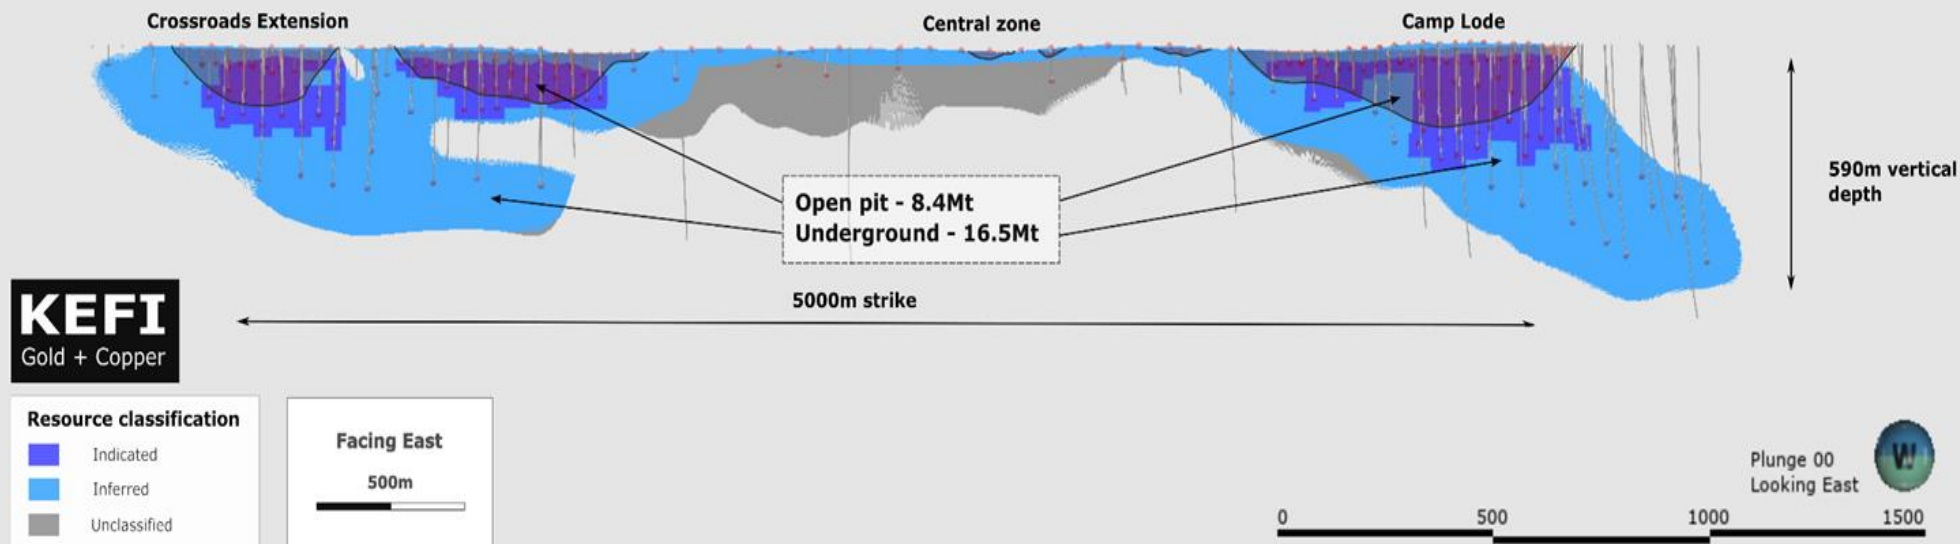 Crossroads Extension
Central zone
Camp Lode
590m vertical
depth
Open pit - 8.4Mt
Underground - 16.5Mt
5000m strike
KEFI
Gold + Copper
Resource classification
Indicated
Inferred
Unclassified
Facing East
500m
Plunge 00
Looking East
W
0 500 1000 1500